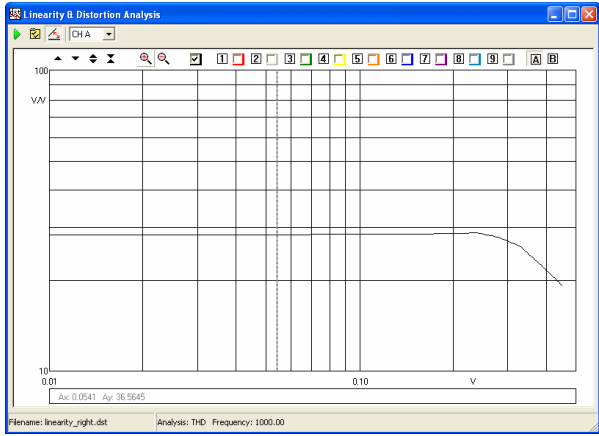 Linearity & Distortion Analysis
CH A
1 2 3 4 5 6 7 8 9 A B
100
V/V
10
0.01 0.10 V
Ax: 0.0541 Ay: 36.5645
Filename: linearity_right.dst Analysis: THD Frequency: 1000.00